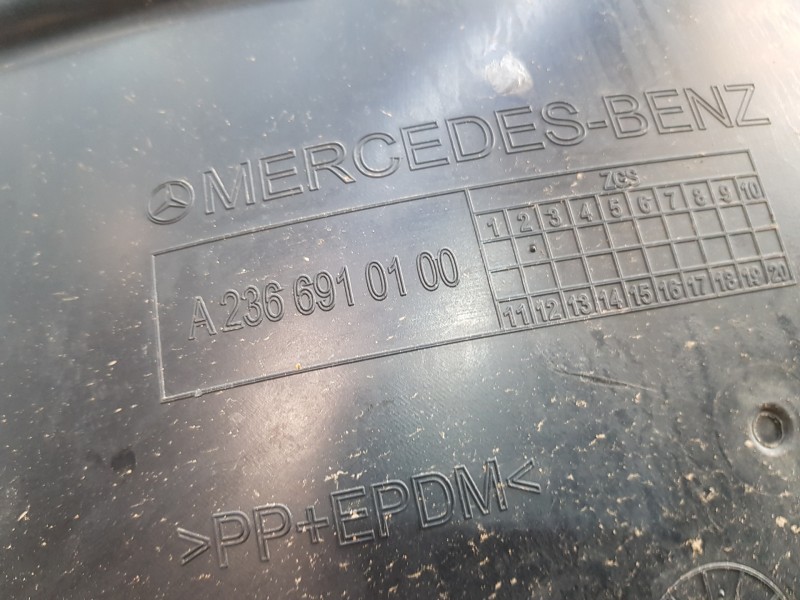 MERCEDES-BENZ
A 236 691 01 00
ZGS
1 2 3 4 5 6 7 8 9 10
11 12 13 14 15 16 17 18 19 20
>PP+EPDM<